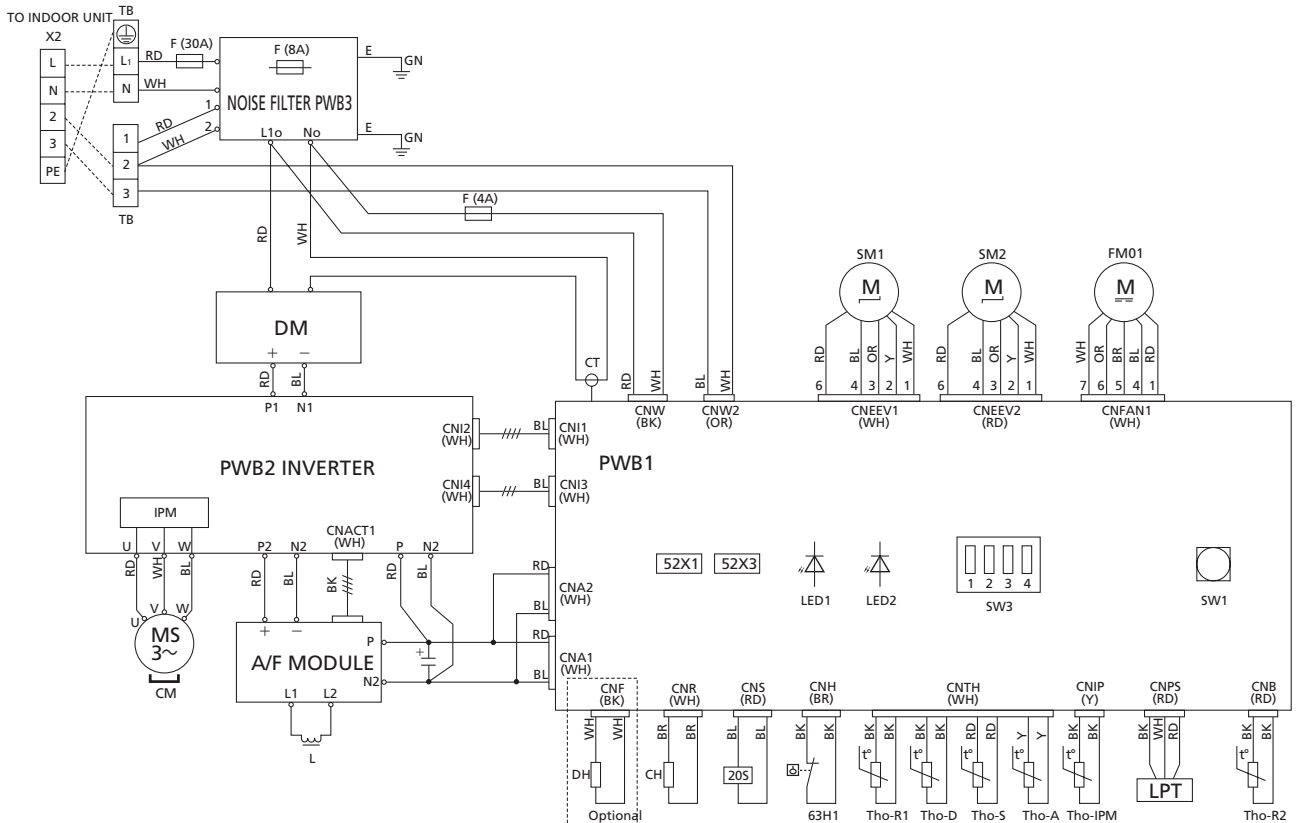 TO INDOOR UNIT
TB
X2
L
N
2
3
PE
L1
N
1
2
3
TB
RD
F (30A)
WH
1
2
RD
WH
F (8A)
NOISE FILTER PWB3
L1o
No
E
GN
E
GN
F (4A)
RD
WH
DM
+
−
RD
BL
P1
N1
CT
RD
WH
BL
WH
CNW
(BK)
CNW2
(OR)
SM1
M
RD
BL
OR
Y
WH
6
4
3
2
1
CNEEV1
(WH)
SM2
M
RD
BL
OR
Y
WH
6
4
3
2
1
CNEEV2
(RD)
FM01
M
WH
OR
BR
BL
RD
7
6
5
4
1
CNFAN1
(WH)
PWB2 INVERTER
CNI2
(WH)
BL
CNI1
(WH)
CNI4
(WH)
BL
CNI3
(WH)
PWB1
IPM
U
V
W
P2
N2
CNACT1
(WH)
P
N2
RD
WH
BL
RD
BL
BK
RD
BL
U
V
W
MS
3~
CM
+
−
A/F MODULE
P
N2
L1
L2
L
+
RD
BL
CNA2
(WH)
RD
BL
CNA1
(WH)
52X1
52X3
LED1
LED2
1
2
3
4
SW3
SW1
CNF
(BK)
WH
WH
DH
Optional
CNR
(WH)
BR
BR
CH
CNS
(RD)
BL
BL
20S
CNH
(BR)
BK
BK
63H1
CNTH
(WH)
BK
BK
BK
BK
RD
RD
Y
Y
t°
t°
t°
t°
Tho-R1
Tho-D
Tho-S
Tho-A
CNIP
(Y)
BK
BK
t°
Tho-IPM
CNPS
(RD)
BK
WH
RD
LPT
CNB
(RD)
BK
BK
t°
Tho-R2